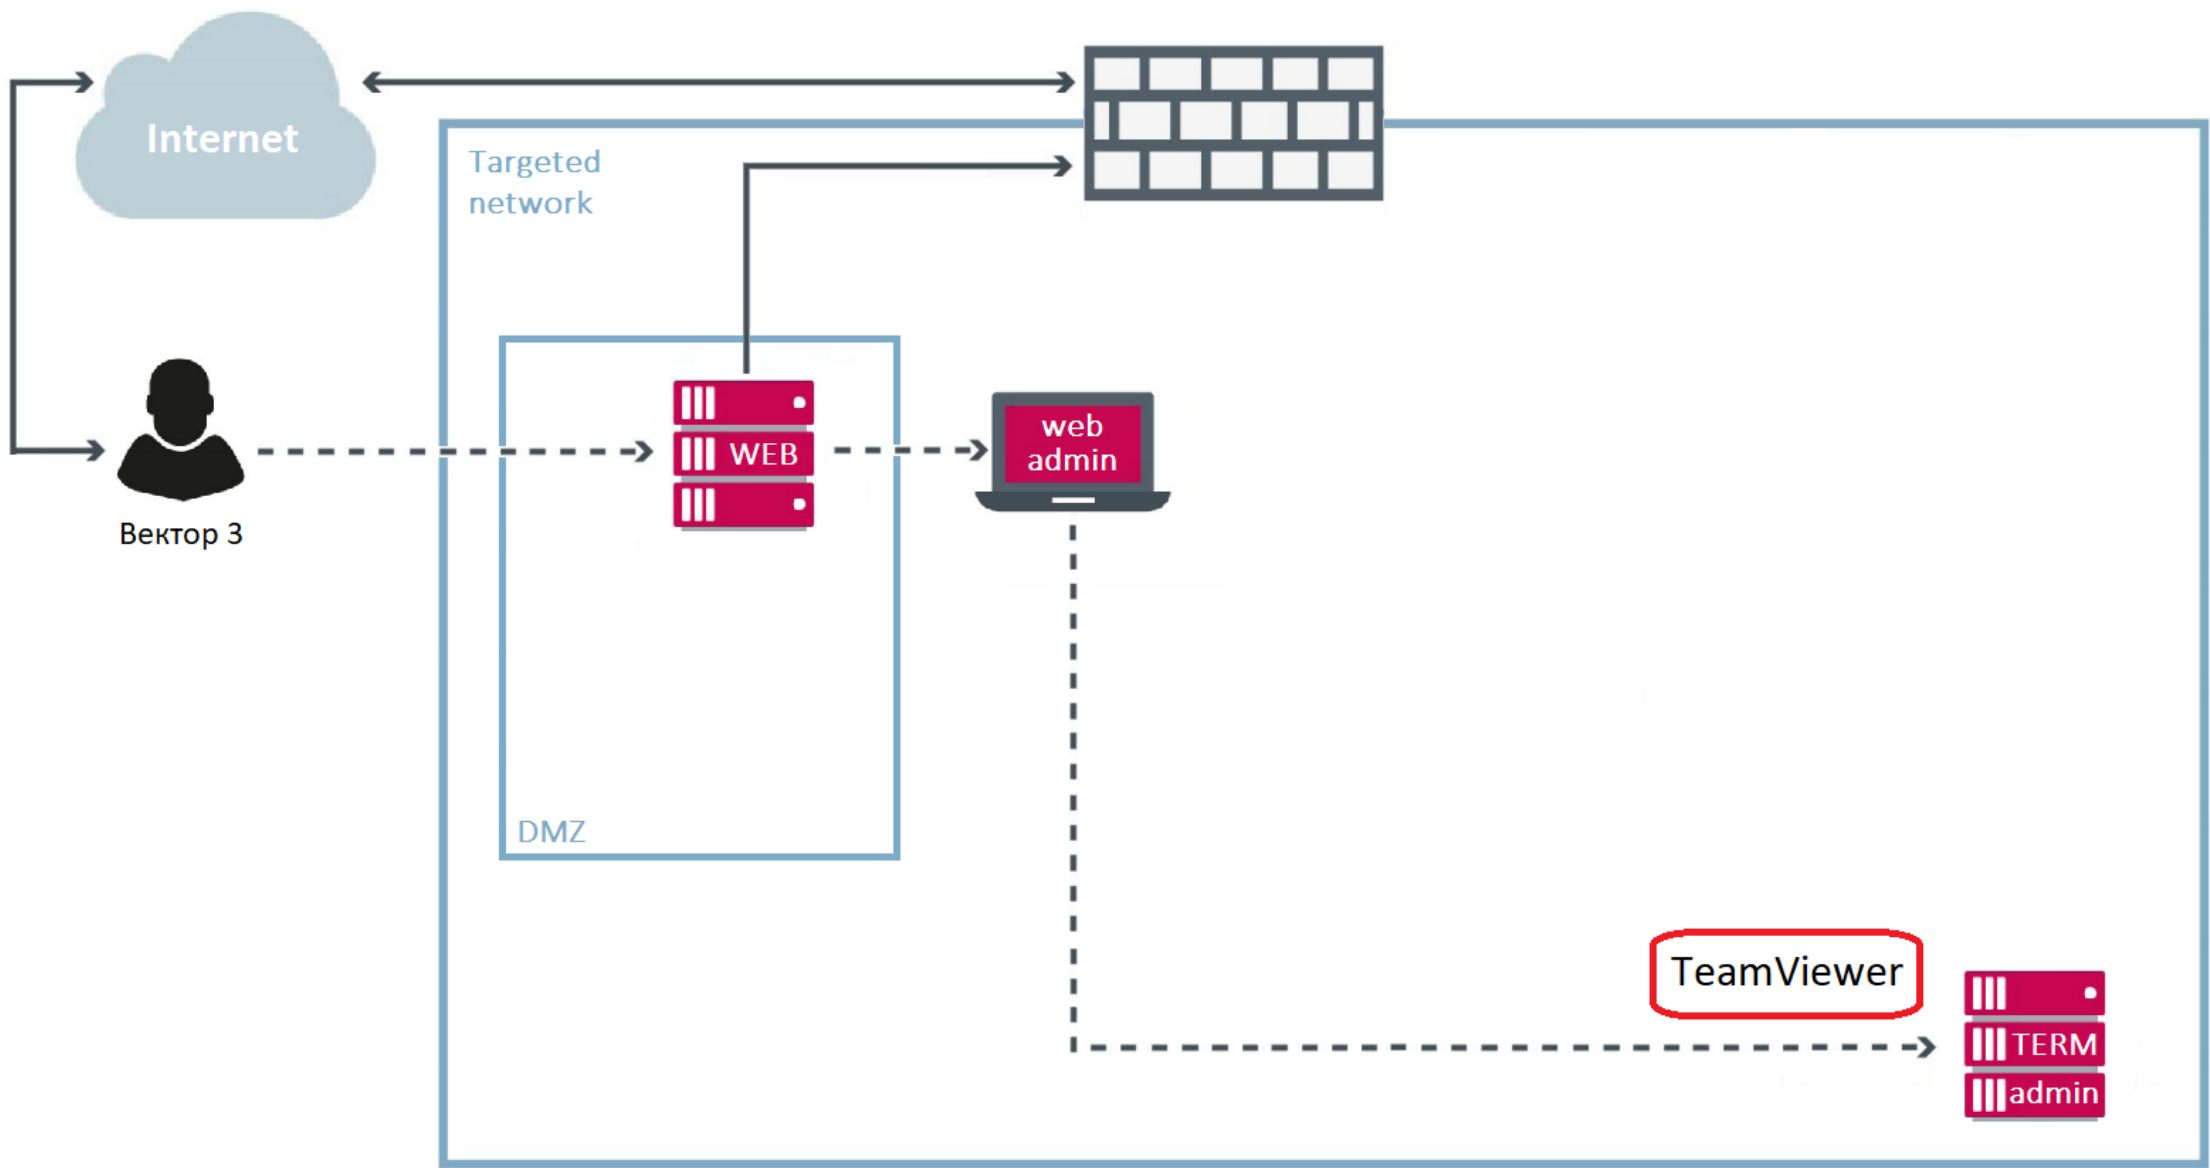 Internet
Targeted
network
WEB
web
admin
Вектор 3
DMZ
TeamViewer
TERM
admin